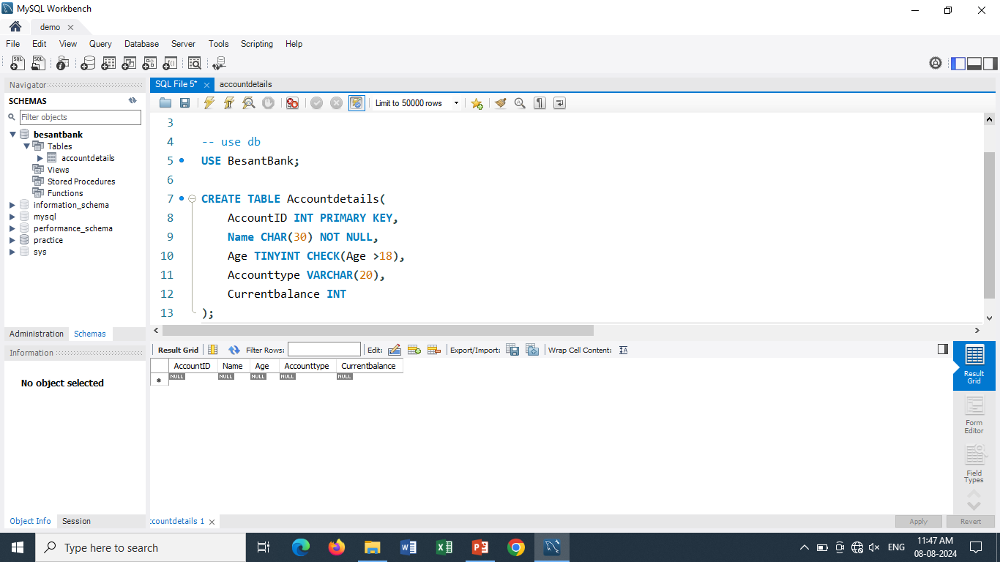 MySQL Workbench
demo
File Edit View Query Database Server Tools Scripting Help
Navigator
SCHEMAS
Filter objects
besantbank
Tables
accountdetails
Views
Stored Procedures
Functions
information_schema
mysql
performance_schema
practice
sys
Administration Schemas
Information
No object selected
Object Info Session
SQL File 5* accountdetails
Limit to 50000 rows
3
4 -- use db
5 USE BesantBank;
6
7 CREATE TABLE Accountdetails(
8 AccountID INT PRIMARY KEY,
9 Name CHAR(30) NOT NULL,
10 Age TINYINT CHECK(Age >18),
11 Accounttype VARCHAR(20),
12 Currentbalance INT
13 );
Result Grid Filter Rows: Edit: Export/Import: Wrap Cell Content:
AccountID Name Age Accounttype Currentbalance
NULL NULL NULL NULL NULL
Result
Grid
Form
Editor
Field
Types
ccountdetails 1
Apply Revert
Type here to search
ENG
11:47 AM
08-08-2024